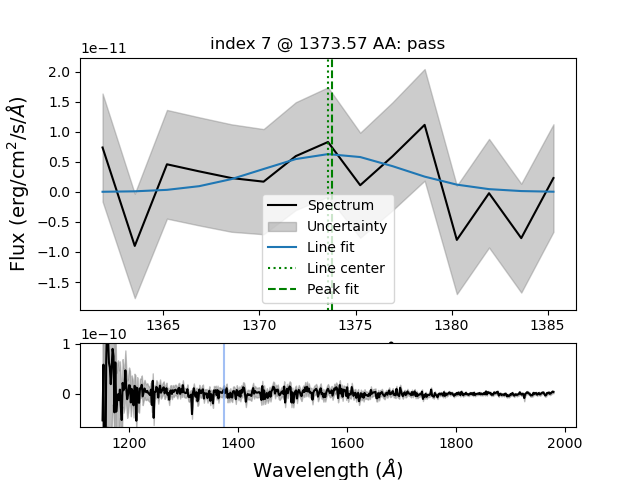 index 7 @ 1373.57 AA: pass
1e−11
2.0
1.5
1.0
0.5
0.0
−0.5
−1.0
−1.5
Flux (erg/cm²/s/Å)
Spectrum
Uncertainty
Line fit
Line center
Peak fit
1365 1370 1375 1380 1385
1e−10
1
0
1200 1400 1600 1800 2000
Wavelength (Å)